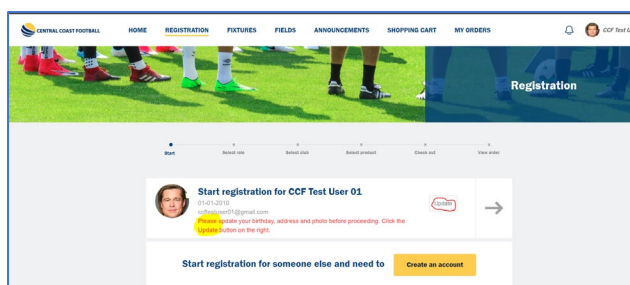 CENTRAL COAST FOOTBALL HOME REGISTRATION FIXTURES FIELDS ANNOUNCEMENTS SHOPPING CART MY ORDERS CCF Test U
Registration
Start Select role Select club Select product Check out View order
Start registration for CCF Test User 01
01-01-2010
ccftestuser01@gmail.com
Please update your birthday, address and photo before proceeding. Click the
Update button on the right.
Update
Start registration for someone else and need to Create an account